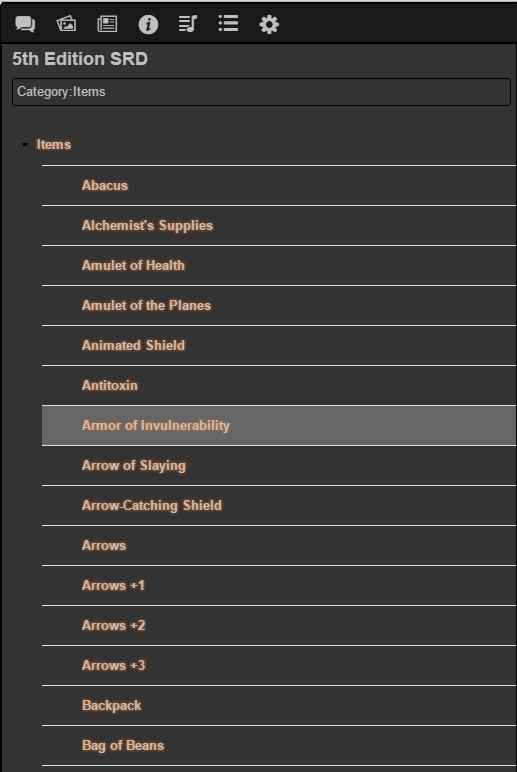 5th Edition SRD
Category:Items
Items
Abacus
Alchemist's Supplies
Amulet of Health
Amulet of the Planes
Animated Shield
Antitoxin
Armor of Invulnerability
Arrow of Slaying
Arrow-Catching Shield
Arrows
Arrows +1
Arrows +2
Arrows +3
Backpack
Bag of Beans